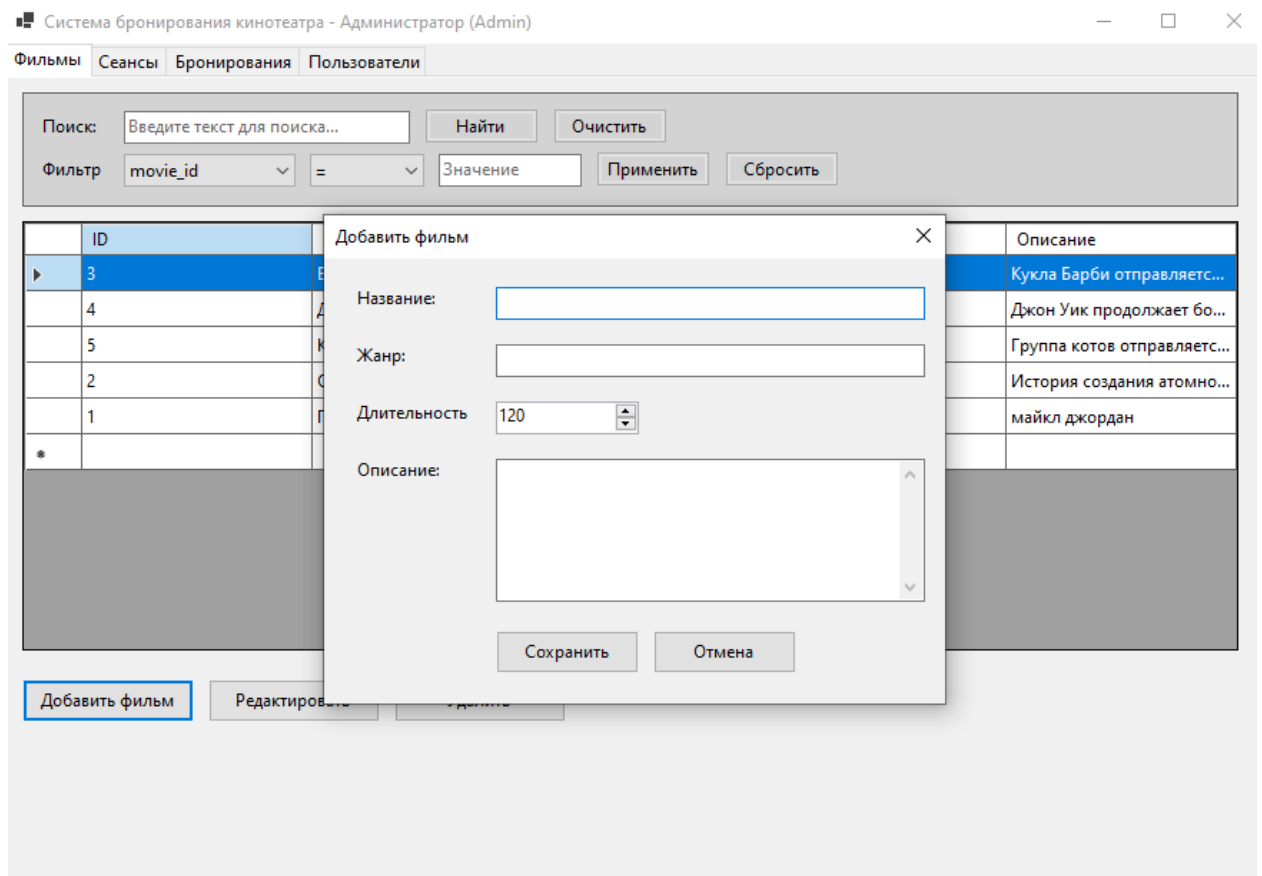 Система бронирования кинотеатра - Администратор (Admin)
Фильмы Сеансы Бронирования Пользователи
Поиск: Введите текст для поиска... Найти Очистить
Фильтр movie_id = Значение Применить Сбросить
ID Описание
3 Кукла Барби отправляетс...
4 Джон Уик продолжает бо...
5 Группа котов отправляетс...
2 История создания атомно...
1 майкл джордан
Добавить фильм
Название:
Жанр:
Длительность 120
Описание:
Сохранить Отмена
Добавить фильм Редактировать Удалить